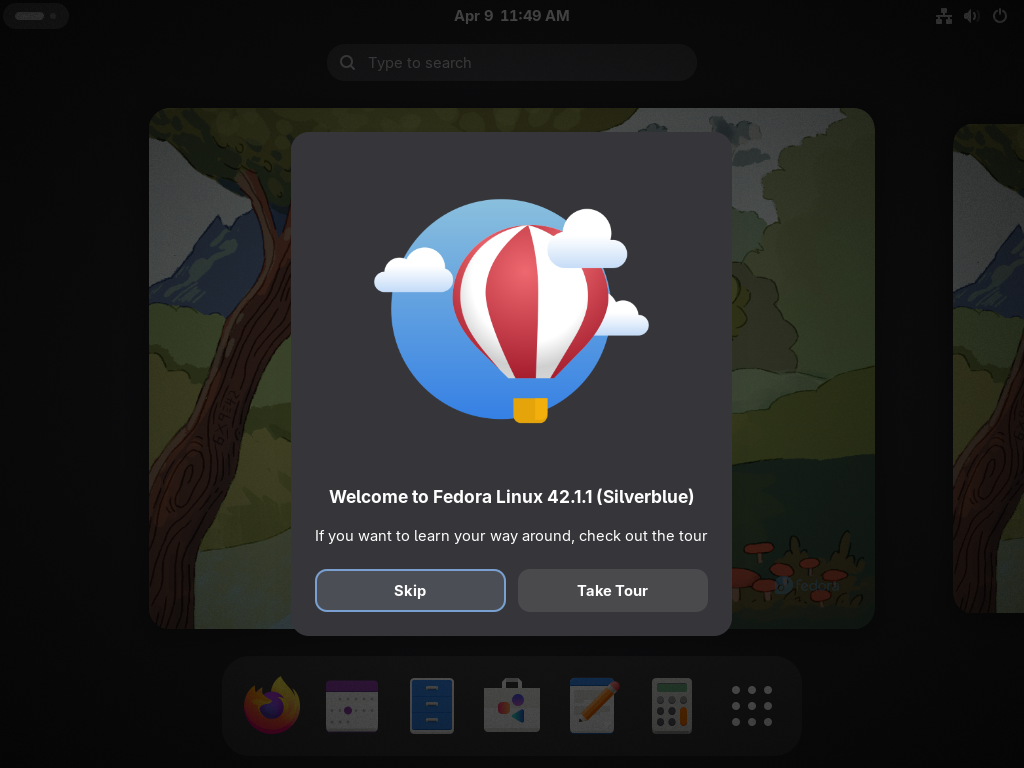 Apr 9 11:49 AM
Type to search
Welcome to Fedora Linux 42.1.1 (Silverblue)
If you want to learn your way around, check out the tour
Skip
Take Tour
fedora